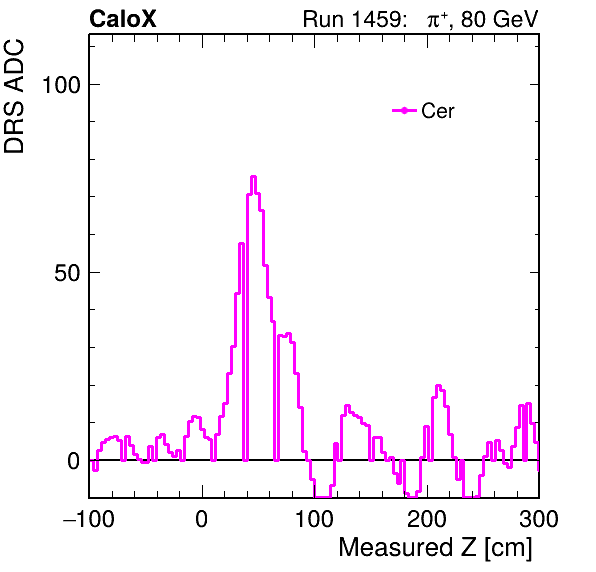 CaloX Run 1459: π⁺, 80 GeV
DRS ADC
100
50
0
Cer
−100 0 100 200 300
Measured Z [cm]